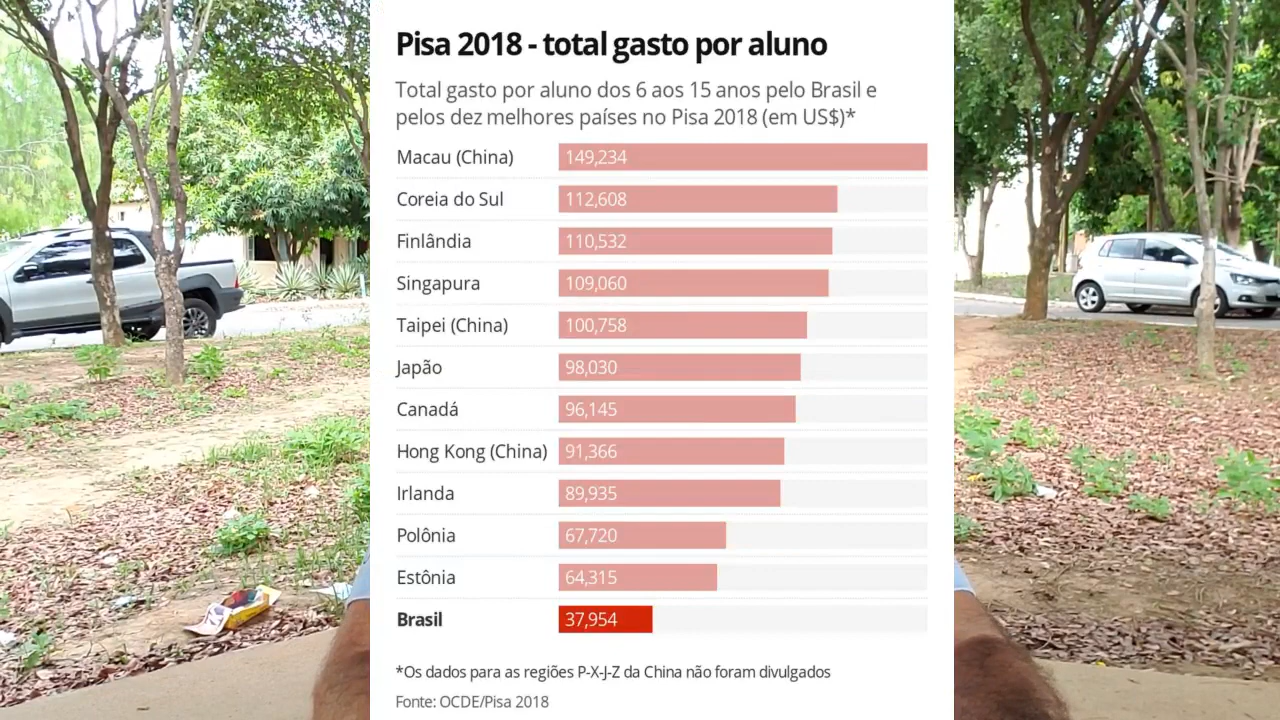 Pisa 2018 - total gasto por aluno
Total gasto por aluno dos 6 aos 15 anos pelo Brasil e
pelos dez melhores países no Pisa 2018 (em US$)*
Macau (China) 149,234
Coreia do Sul 112,608
Finlândia 110,532
Singapura 109,060
Taipei (China) 100,758
Japão 98,030
Canadá 96,145
Hong Kong (China) 91,366
Irlanda 89,935
Polônia 67,720
Estônia 64,315
Brasil 37,954
*Os dados para as regiões P-X-J-Z da China não foram divulgados
Fonte: OCDE/Pisa 2018